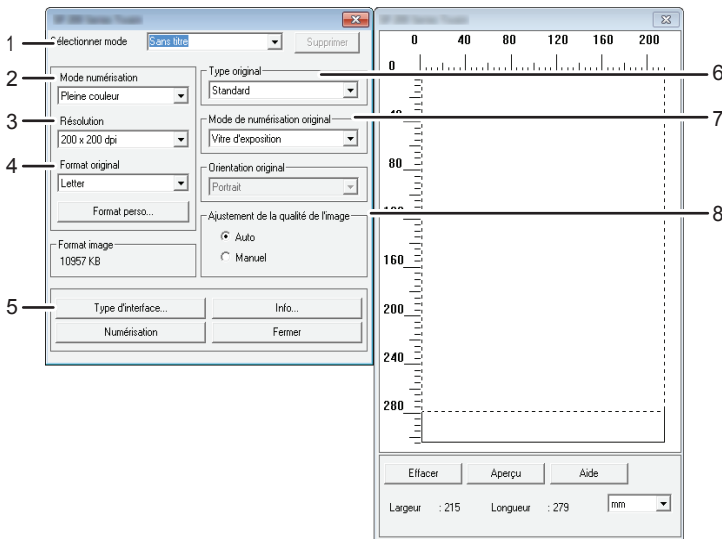 1 Sélectionner mode Sans titre Supprimer
2 Mode numérisation
Pleine couleur
3 Résolution
200 x 200 dpi
4 Format original
Letter
Format perso...
Format image
10957 KB
Type original 6
Standard
Mode de numérisation original 7
Vitre d'exposition
Orientation original
Portrait
Ajustement de la qualité de l'image 8
Auto
Manuel
5 Type d'interface... Info...
Numérisation Fermer
0 40 80 120 160 200
0
80
160
200
240
280
Effacer Aperçu Aide
Largeur : 215 Longueur : 279 mm